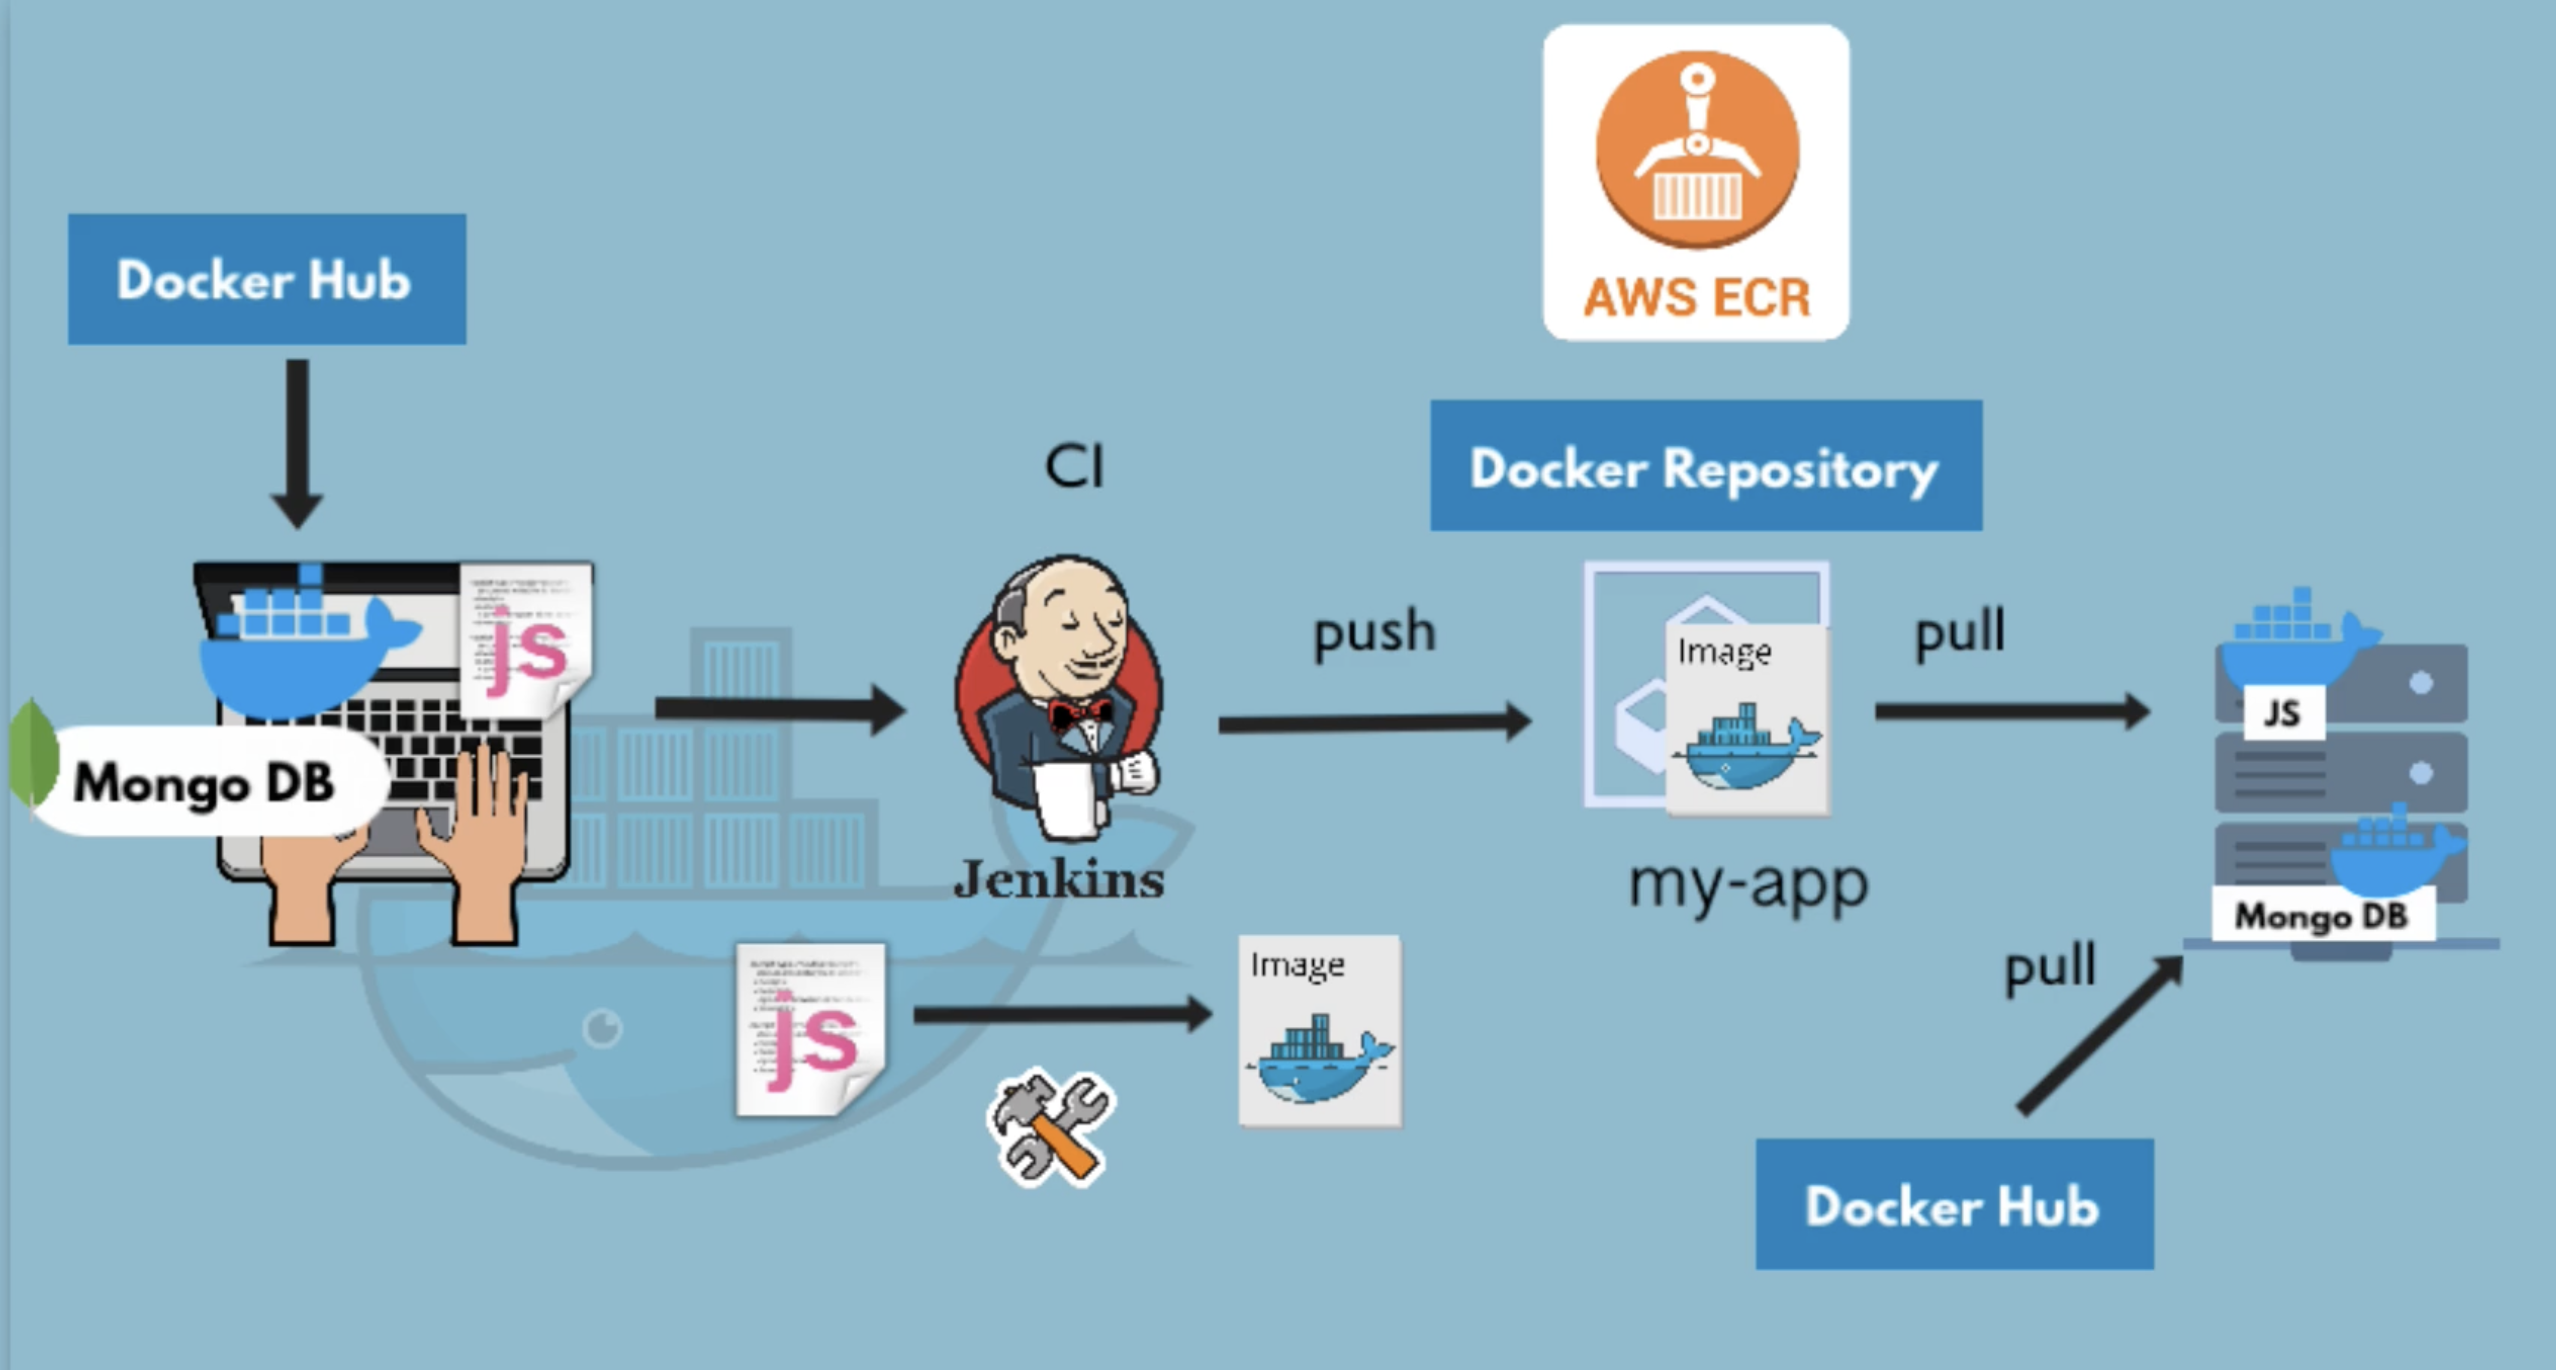 AWS ECR
Docker Hub
Docker Repository
CI
js
push
Image
pull
JS
Mongo DB
Jenkins
my-app
Mongo DB
js
Image
pull
Docker Hub